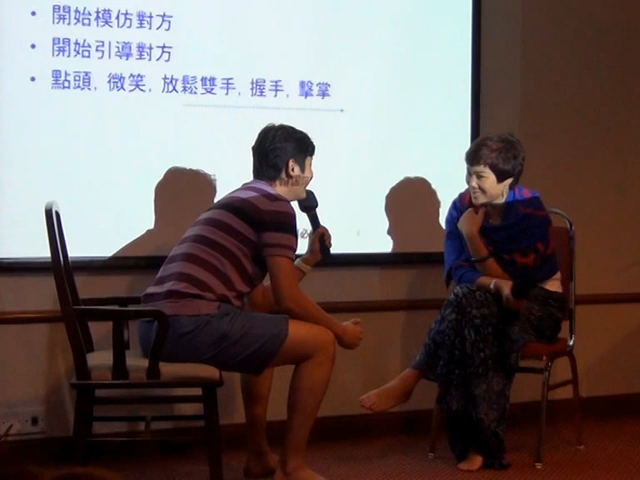 • 開始模仿對方
• 開始引導對方
• 點頭, 微笑, 放鬆雙手, 握手, 擊掌